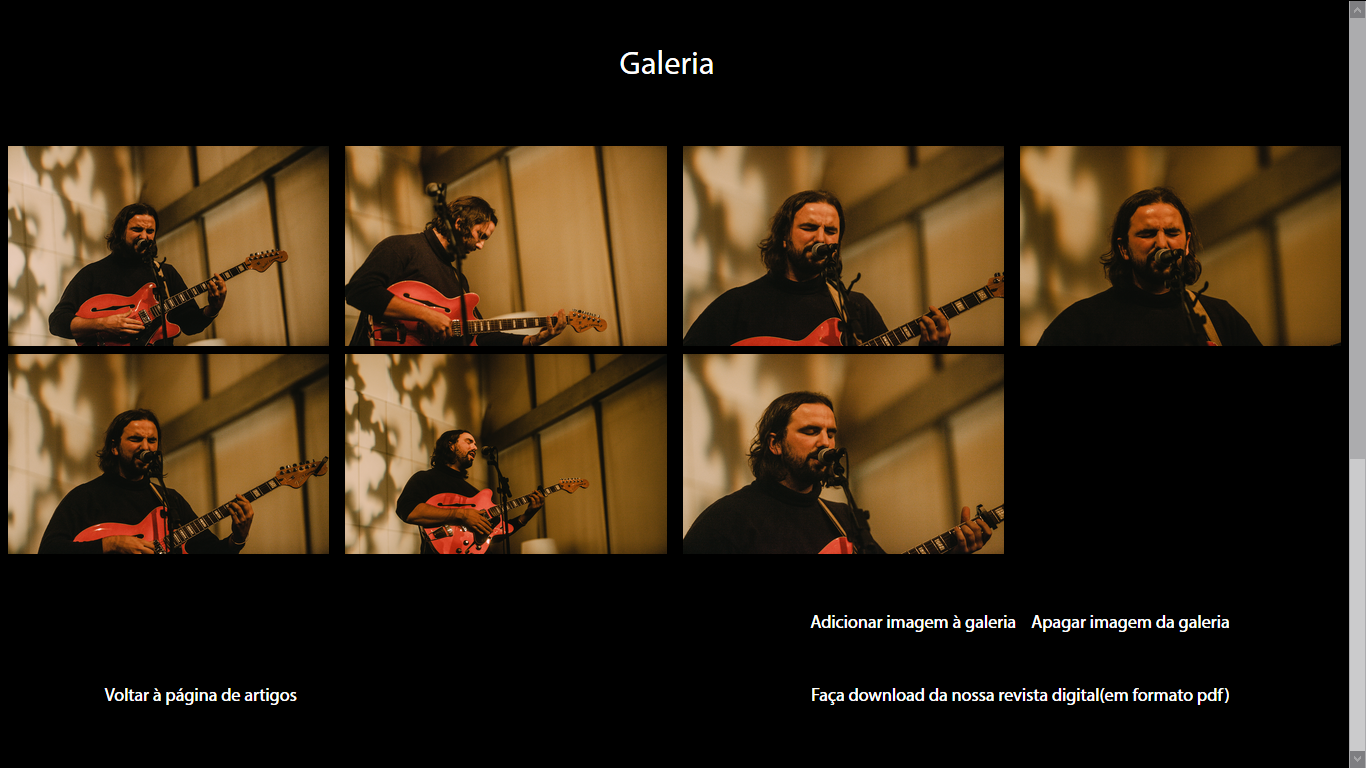 Galeria
Adicionar imagem à galeria Apagar imagem da galeria
Voltar à página de artigos Faça download da nossa revista digital(em formato pdf)